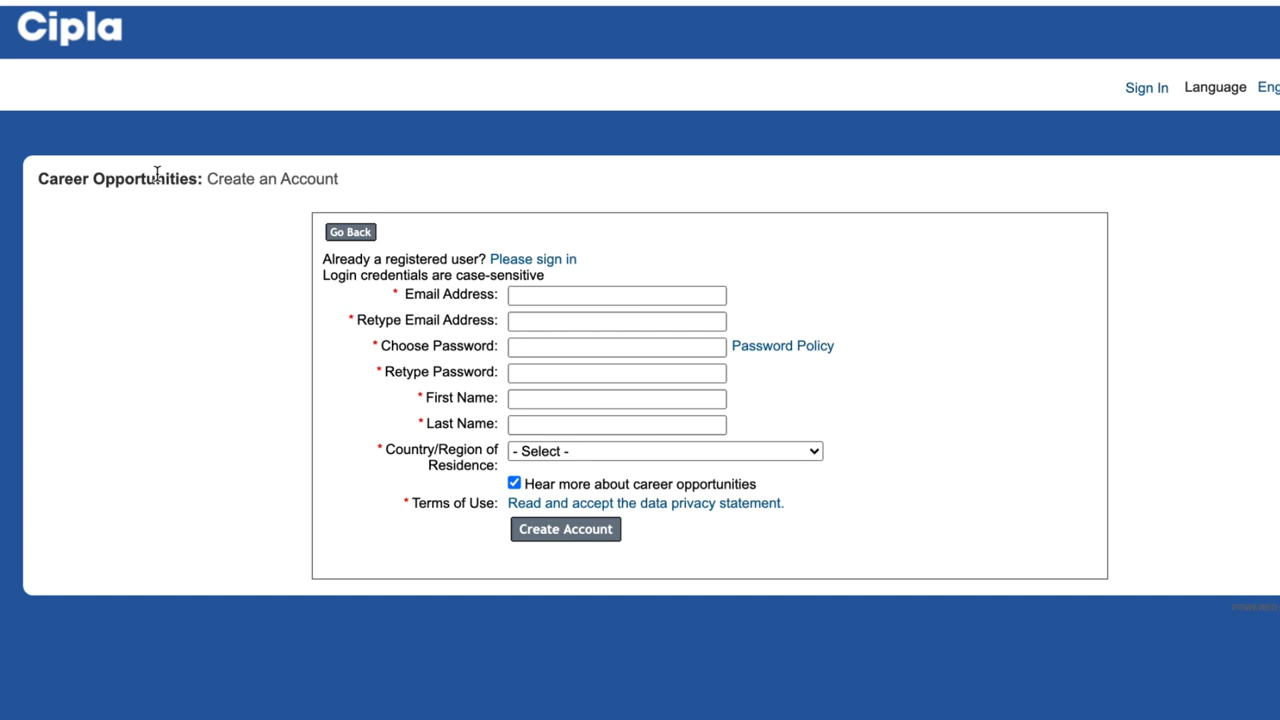 Cipla
Sign In Language Eng
Career Opportunities: Create an Account
Go Back
Already a registered user? Please sign in
Login credentials are case-sensitive
* Email Address:
* Retype Email Address:
* Choose Password: Password Policy
* Retype Password:
* First Name:
* Last Name:
* Country/Region of
Residence:
- Select -
Hear more about career opportunities
* Terms of Use: Read and accept the data privacy statement.
Create Account
POWERED